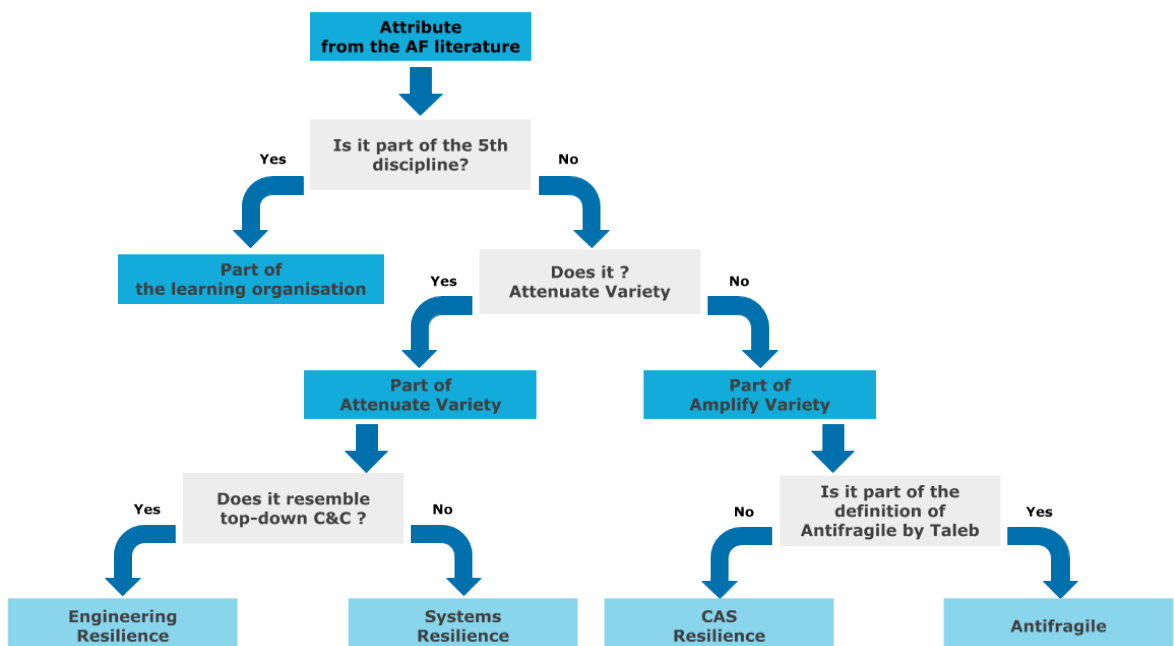 Attribute
from the AF literature
Is it part of the 5th
discipline?
Yes
No
Part of
the learning organisation
Does it ?
Attenuate Variety
Yes
No
Part of
Attenuate Variety
Part of
Amplify Variety
Does it resemble
top-down C&C ?
Yes
No
Is it part of the
definition of
Antifragile by Taleb
No
Yes
Engineering
Resilience
Systems
Resilience
CAS
Resilience
Antifragile